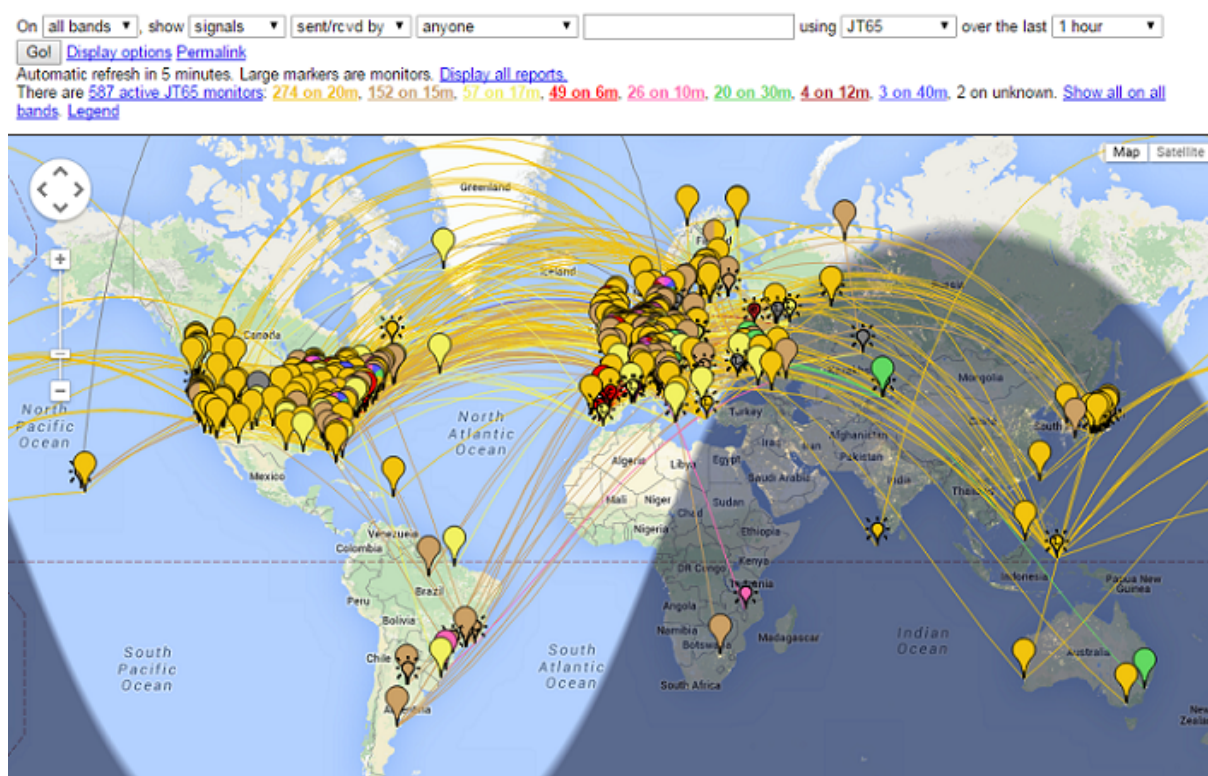 On all bands , show signals sent/rcvd by anyone using JT65 over the last 1 hour
Go! Display options Permalink
Automatic refresh in 5 minutes. Large markers are monitors. Display all reports.
There are 587 active JT65 monitors: 274 on 20m, 152 on 15m, 57 on 17m, 49 on 6m, 26 on 10m, 20 on 30m, 4 on 12m, 3 on 40m, 2 on unknown. Show all on all
bands. Legend
Map Satellite
Greenland
Iceland
Canada
North
Pacific
Ocean
North
Atlantic
Ocean
Turkey
Mongolia
South
Iraq
Afghanistan
Pakistan
Algeria
Libya
Egypt
Saudi Arabia
India
Mexico
Mali
Niger
Chad
Sudan
Nigeria
Ethiopia
Venezuela
Colombia
DR Congo
Kenya
Indonesia
Papua New
Guinea
Brazil
Peru
Angola
Bolivia
Namibia
Botswana
Madagascar
Chile
South
Pacific
Ocean
South
Atlantic
Ocean
Indian
Ocean
Australia
South Africa
New